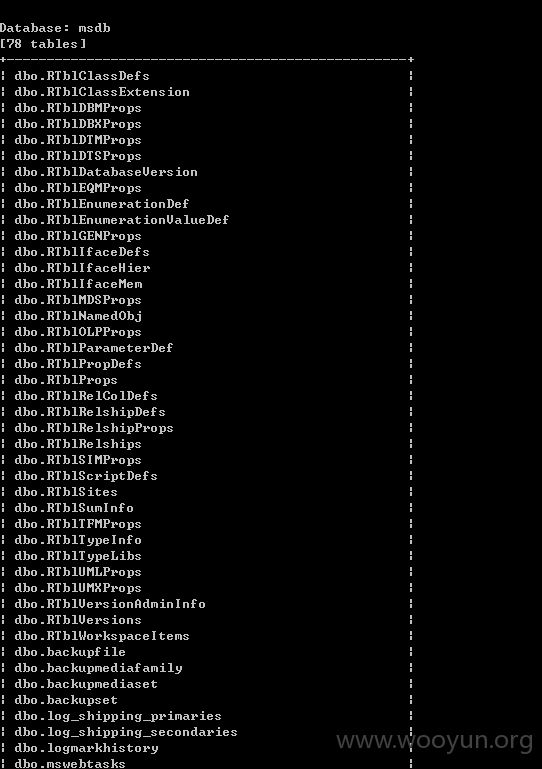 Database: msdb
[78 tables]
+--------------------------------------------------+
¦ dbo.RTblClassDefs ¦
¦ dbo.RTblClassExtension ¦
¦ dbo.RTblDBMProps ¦
¦ dbo.RTblDBXProps ¦
¦ dbo.RTblDTMProps ¦
¦ dbo.RTblDTSProps ¦
¦ dbo.RTblDatabaseVersion ¦
¦ dbo.RTblEQMProps ¦
¦ dbo.RTblEnumerationDef ¦
¦ dbo.RTblEnumerationValueDef ¦
¦ dbo.RTblGENProps ¦
¦ dbo.RTblIfaceDefs ¦
¦ dbo.RTblIfaceHier ¦
¦ dbo.RTblIfaceMem ¦
¦ dbo.RTblMDSProps ¦
¦ dbo.RTblNamedObj ¦
¦ dbo.RTblOLPProps ¦
¦ dbo.RTblParameterDef ¦
¦ dbo.RTblPropDefs ¦
¦ dbo.RTblProps ¦
¦ dbo.RTblRelColDefs ¦
¦ dbo.RTblRelshipDefs ¦
¦ dbo.RTblRelshipProps ¦
¦ dbo.RTblRelships ¦
¦ dbo.RTblSIMProps ¦
¦ dbo.RTblScriptDefs ¦
¦ dbo.RTblSites ¦
¦ dbo.RTblSumInfo ¦
¦ dbo.RTblTFMProps ¦
¦ dbo.RTblTypeInfo ¦
¦ dbo.RTblTypeLibs ¦
¦ dbo.RTblUMLProps ¦
¦ dbo.RTblUMXProps ¦
¦ dbo.RTblVersionAdminInfo ¦
¦ dbo.RTblVersions ¦
¦ dbo.RTblWorkspaceItems ¦
¦ dbo.backupfile ¦
¦ dbo.backupmediafamily ¦
¦ dbo.backupmediaset ¦
¦ dbo.backupset ¦
¦ dbo.log_shipping_primaries ¦
¦ dbo.log_shipping_secondaries ¦
¦ dbo.logmarkhistory ¦
¦ dbo.mswebtasks ¦
www.wooyun.org